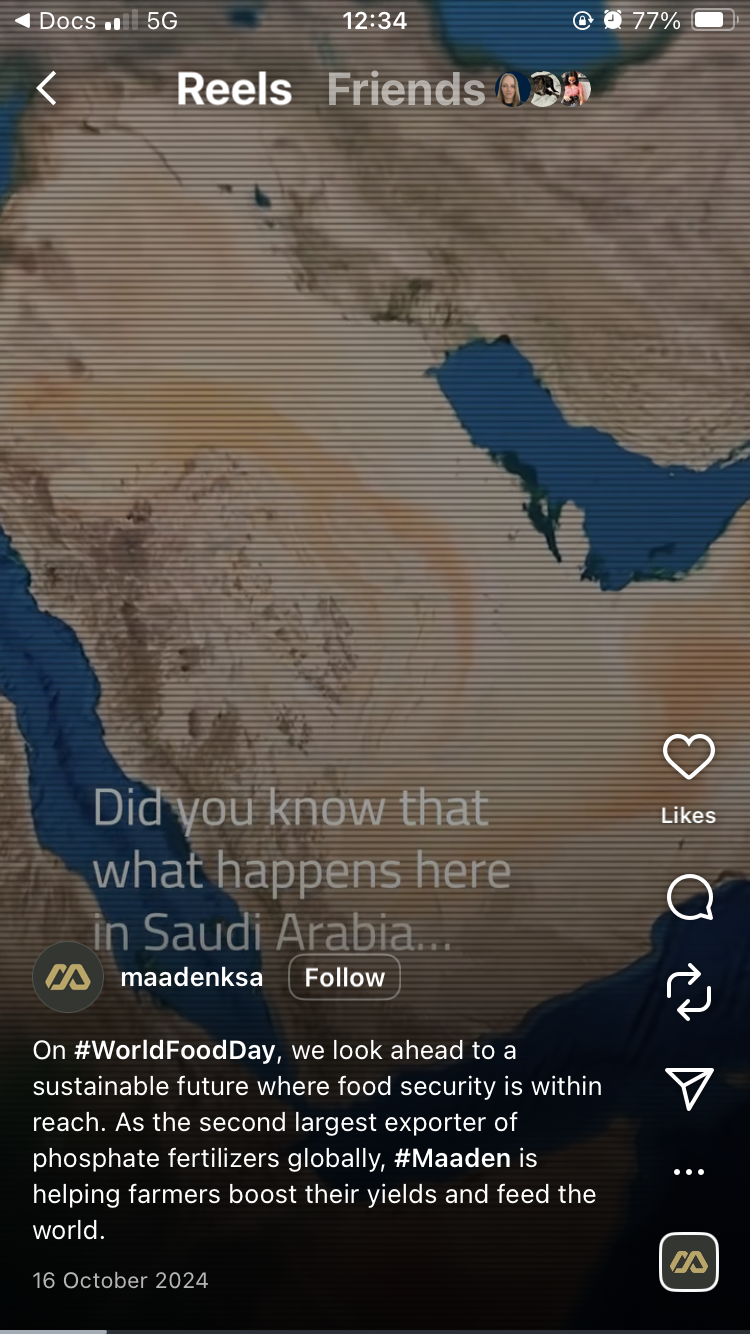 Docs 5G 12:34 77%
Reels Friends
Did you know that
what happens here
in Saudi Arabia...
Likes
maadenksa Follow
On #WorldFoodDay, we look ahead to a
sustainable future where food security is within
reach. As the second largest exporter of
phosphate fertilizers globally, #Maaden is
helping farmers boost their yields and feed the
world.
16 October 2024